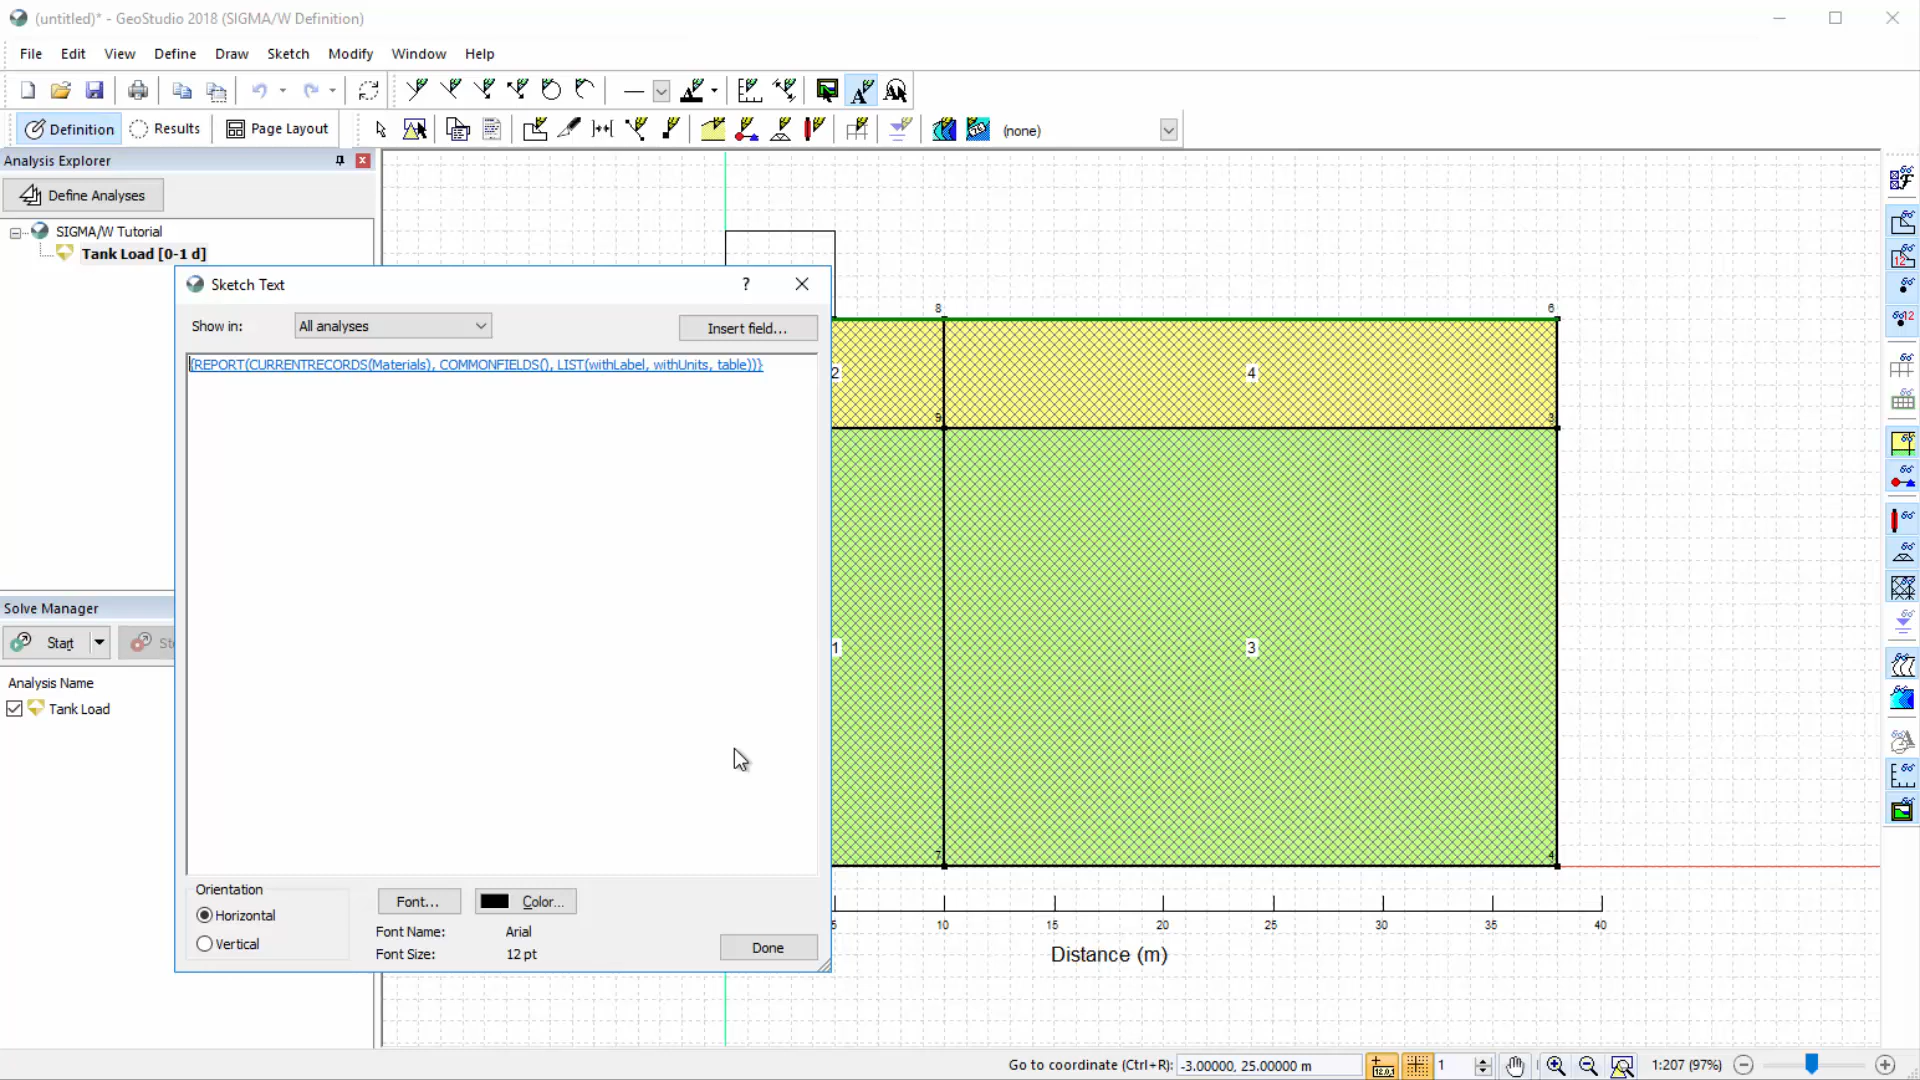 (untitled)* - GeoStudio 2018 (SIGMA/W Definition)
File Edit View Define Draw Sketch Modify Window Help
Definition Results Page Layout (none)
Analysis Explorer
Define Analyses
SIGMA/W Tutorial
Tank Load [0-1 d]
Sketch Text ?
Show in: All analyses Insert field...
{REPORT(CURRENTRECORDS(Materials), COMMONFIELDS(), LIST(withLabel, withUnits, table))}
8 6
2 4
9 3
Solve Manager
Start
1 3
Analysis Name
Tank Load
7 4
Orientation
Horizontal
Vertical
Font... Color...
Font Name: Arial
Font Size: 12 pt
Done
5 10 15 20 25 30 35 40
Distance (m)
Go to coordinate (Ctrl+R): -3.00000, 25.00000 m 1 1:207 (97%)